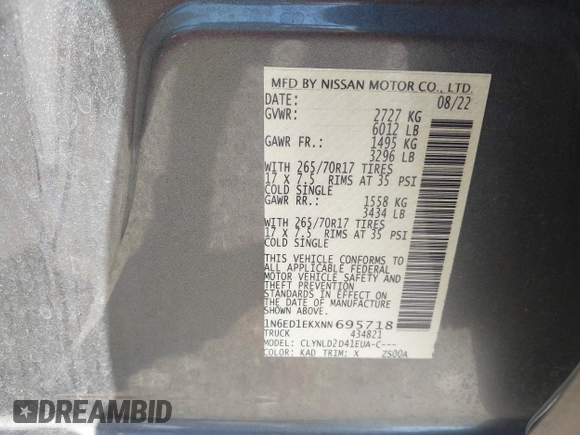 MFD BY NISSAN MOTOR CO., LTD.
DATE: 08/22
GVWR: 2727 KG
6012 LB
GAWR FR.: 1495 KG
3296 LB
WITH 265/70R17 TIRES
17 X 7.5 RIMS AT 35 PSI
COLD SINGLE
GAWR RR.: 1558 KG
3434 LB
WITH 265/70R17 TIRES
17 X 7.5 RIMS AT 35 PSI
COLD SINGLE
THIS VEHICLE CONFORMS TO
ALL APPLICABLE FEDERAL
MOTOR VEHICLE SAFETY AND
THEFT PREVENTION
STANDARDS IN EFFECT ON
THE DATE OF MANUFACTURE
SHOWN ABOVE.
1N6ED1EKXNN695718
TRUCK 434821
MODEL: CLYNLD2D41EUA-C---
COLOR: KAD TRIM: X ZS00A
DREAMBID